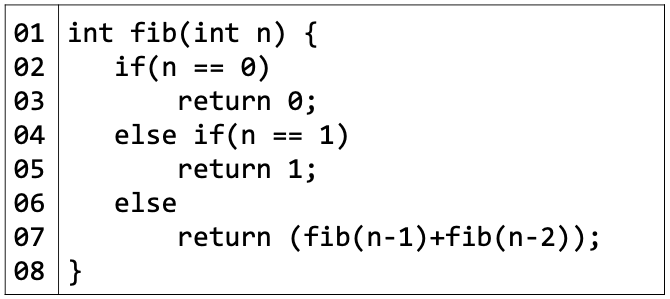 01 int fib(int n) {
02 if(n == 0)
03 return 0;
04 else if(n == 1)
05 return 1;
06 else
07 return (fib(n-1)+fib(n-2));
08 }